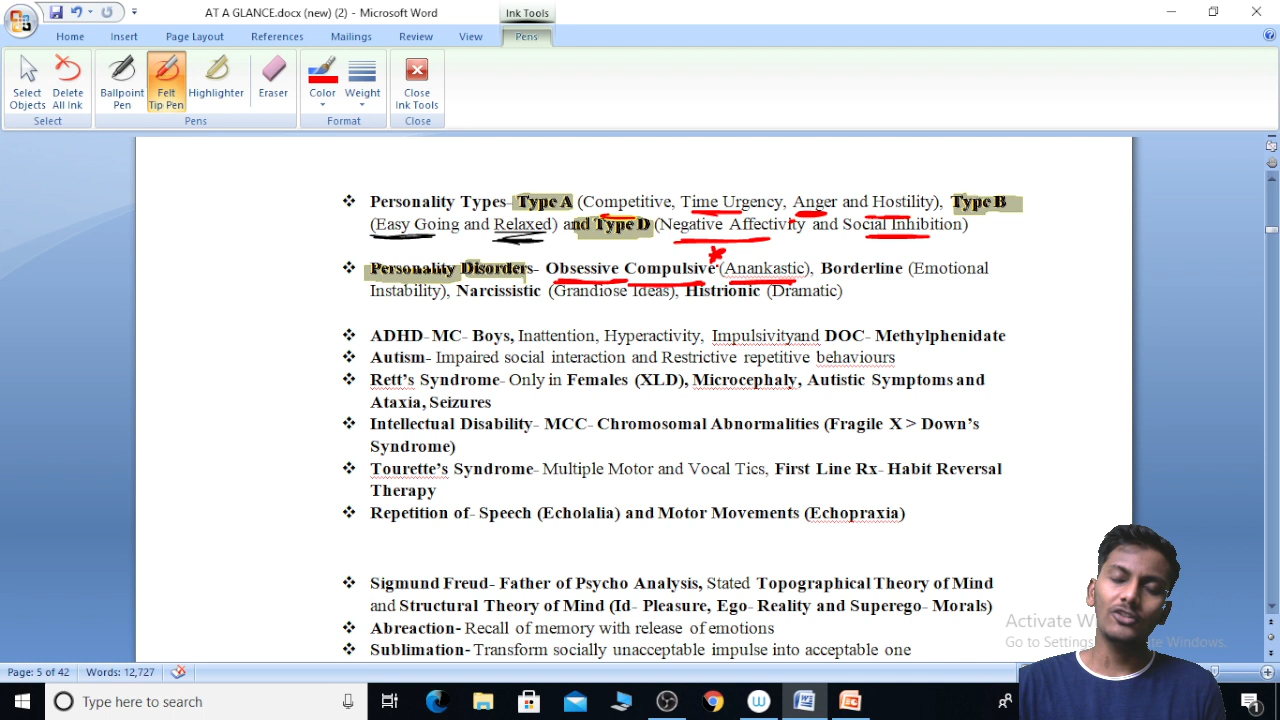 AT A GLANCE.docx (new) (2) - Microsoft Word
Ink Tools
Home Insert Page Layout References Mailings Review View Pens
Select Objects
Delete All Ink
Ballpoint Pen
Felt Tip Pen
Highlighter
Eraser
Color
Weight
Close Ink Tools
Select Pens Format Close
❖ Personality Types- Type A (Competitive, Time Urgency, Anger and Hostility), Type B
(Easy Going and Relaxed) and Type D (Negative Affectivity and Social Inhibition)
❖ Personality Disorders- Obsessive Compulsive (Anankastic), Borderline (Emotional
Instability), Narcissistic (Grandiose Ideas), Histrionic (Dramatic)
❖ ADHD- MC- Boys, Inattention, Hyperactivity, Impulsivityand DOC- Methylphenidate
❖ Autism- Impaired social interaction and Restrictive repetitive behaviours
❖ Rett's Syndrome- Only in Females (XLD), Microcephaly, Autistic Symptoms and
Ataxia, Seizures
❖ Intellectual Disability- MCC- Chromosomal Abnormalities (Fragile X > Down's
Syndrome)
❖ Tourette's Syndrome- Multiple Motor and Vocal Tics, First Line Rx- Habit Reversal
Therapy
❖ Repetition of- Speech (Echolalia) and Motor Movements (Echopraxia)
❖ Sigmund Freud- Father of Psycho Analysis, Stated Topographical Theory of Mind
and Structural Theory of Mind (Id- Pleasure, Ego- Reality and Superego- Morals)
❖ Abreaction- Recall of memory with release of emotions
❖ Sublimation- Transform socially unacceptable impulse into acceptable one
Activate W
Go to Settings te Windows.
Page: 5 of 42 Words: 12,727
Type here to search